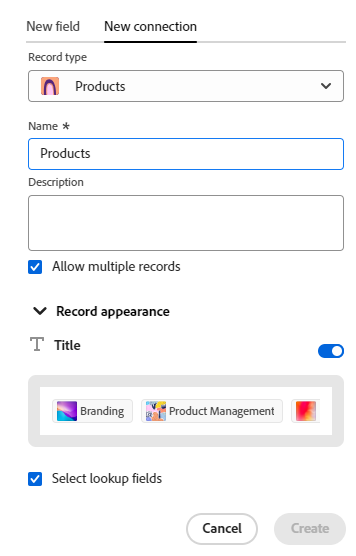 New field New connection
Record type
Products
Name *
Products
Description
Allow multiple records
Record appearance
T Title
Branding Product Management
Select lookup fields
Cancel Create